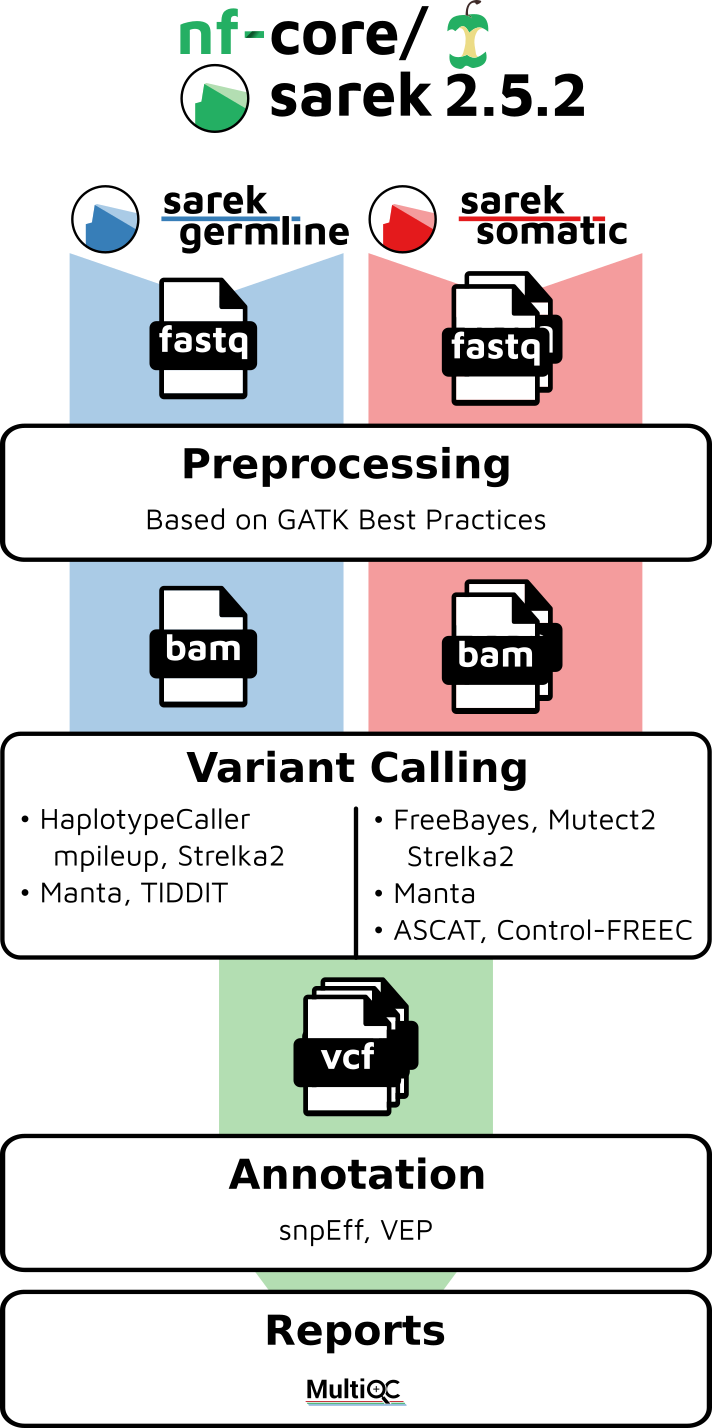 nf-core/
sarek 2.5.2
sarek
germline
sarek
somatic
fastq
fastq
Preprocessing
Based on GATK Best Practices
bam
bam
Variant Calling
• HaplotypeCaller
mpileup, Strelka2
• Manta, TIDDIT
• FreeBayes, Mutect2
Strelka2
• Manta
• ASCAT, Control-FREEC
vcf
Annotation
snpEff, VEP
Reports
MultiQC